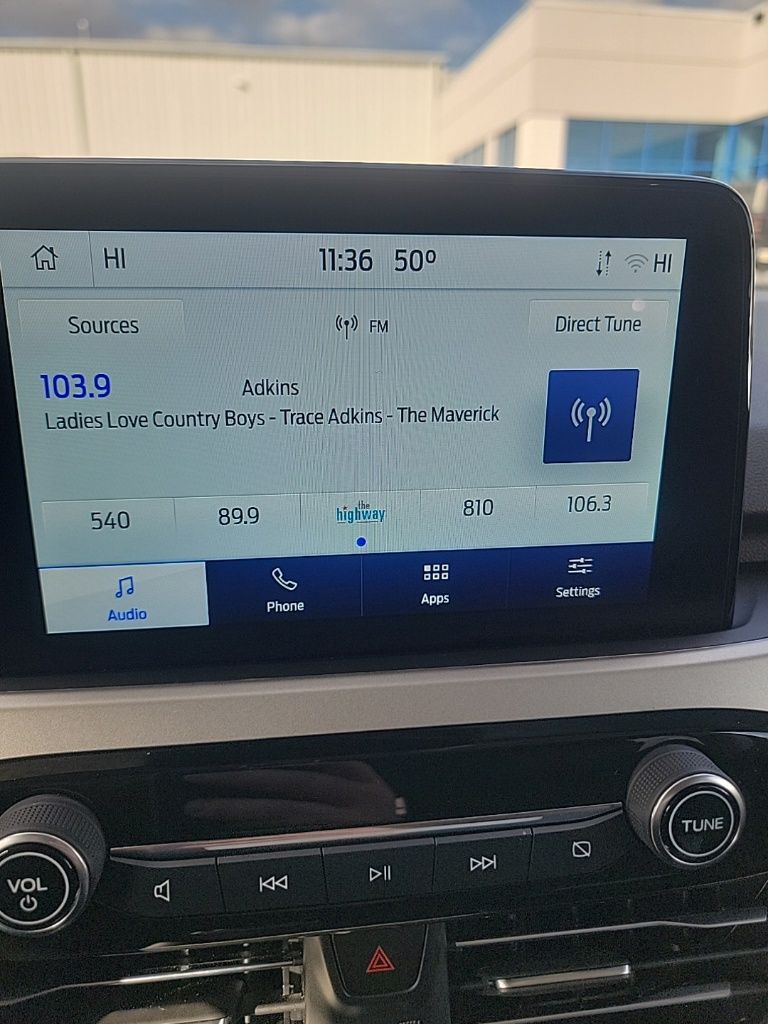 HI 11:36 50° HI
Sources FM Direct Tune
103.9 Adkins
Ladies Love Country Boys - Trace Adkins - The Maverick
540 89.9 the highway 810 106.3
Audio Phone Apps Settings
VOL TUNE